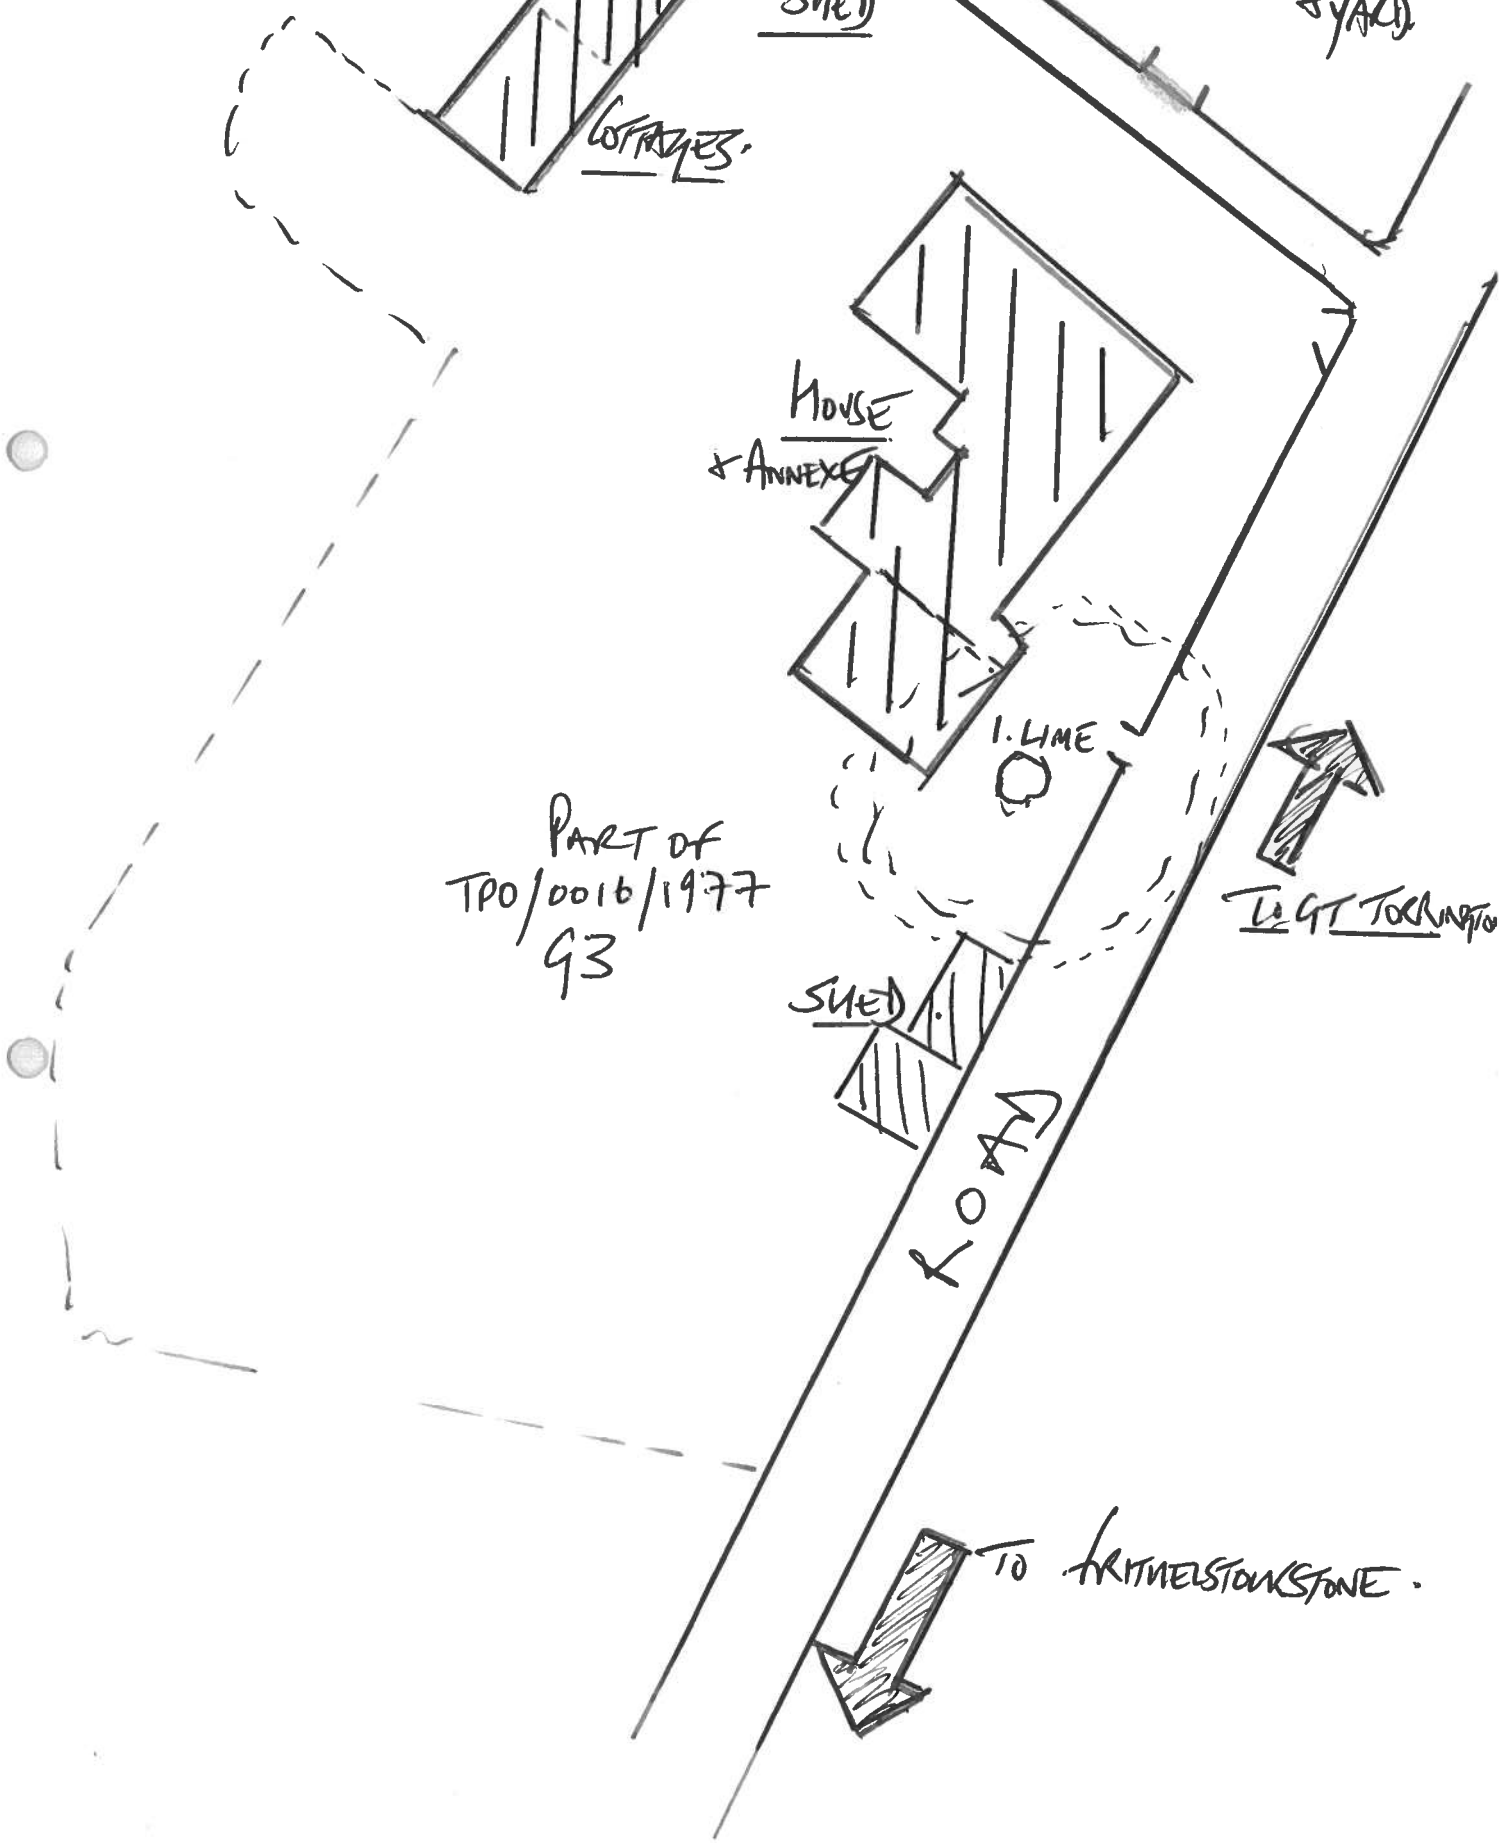 SHED
& YARD.
COTTAGES.
HOUSE
& ANNEXE
1. LIME
PART OF
TPO/0016/1977
G3
TO GT TORRINGTO
SHED
ROAD
TO FRITHELSTOCKSTONE.